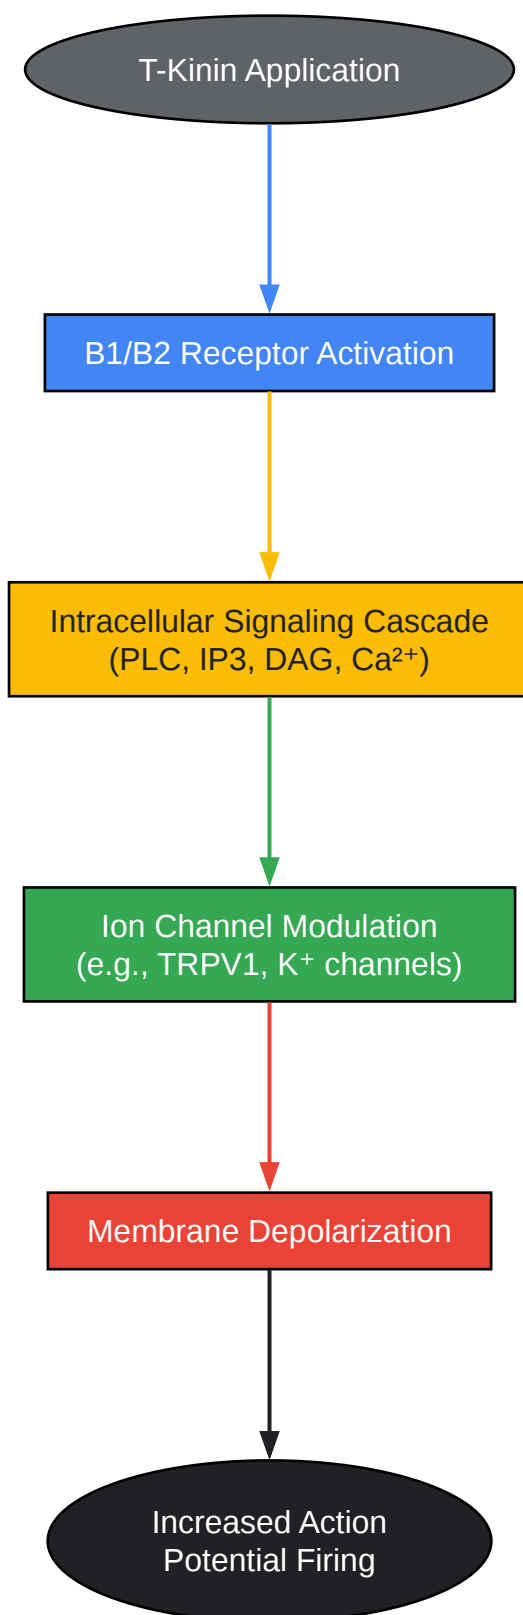 T-Kinin Application
B1/B2 Receptor Activation
Intracellular Signaling Cascade
(PLC, IP3, DAG, Ca²⁺)
Ion Channel Modulation
(e.g., TRPV1, K⁺ channels)
Membrane Depolarization
Increased Action
Potential Firing